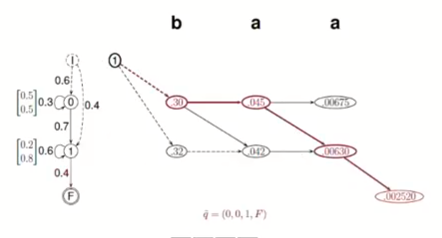 b a a
I 1
0.6
[0.5 0.5] 0.3 0 0.4 .30 .045 .00675
0.7
[0.2 0.8] 0.6 1 .32 .042 .00630
0.4
F .002520
q̂ = (0, 0, 1, F)